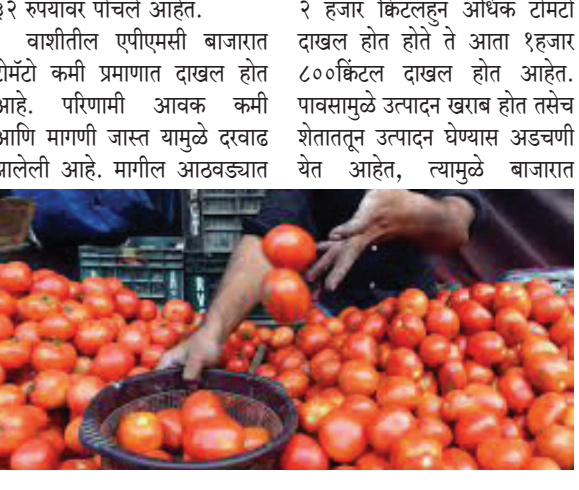 ३२ रुपयांवर पोचले आहेत.
वाशीतील एपीएमसी बाजारात
टोमॅटो कमी प्रमाणात दाखल होत
आहे. परिणामी आवक कमी
आणि मागणी जास्त यामुळे दरवाढ
झालेली आहे. मागील आठवड्यात
२ हजार क्विंटलहुन अधिक टोमॅटो
दाखल होत होते ते आता १हजार
८००क्विंटल दाखल होत आहेत.
पावसामुळे उत्पादन खराब होत तसेच
शेतातून उत्पादन घेण्यास अडचणी
येत आहेत, त्यामुळे बाजारात